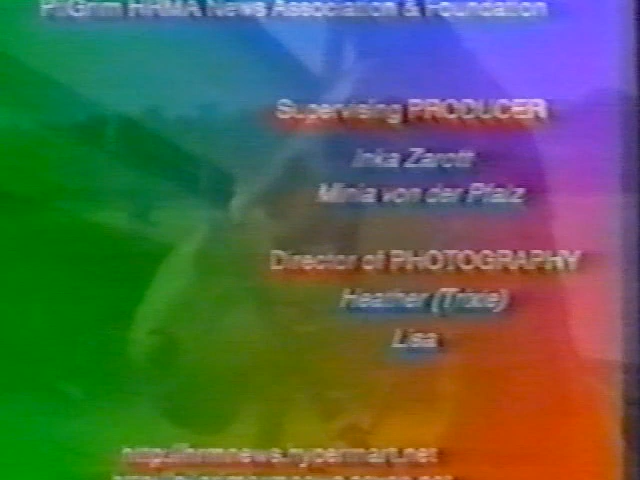 PilGrim HRMA News Association & Foundation
Supervising PRODUCER
Inka Zarott
Minia von der Pfalz
Director of PHOTOGRAPHY
Heather (Trixie)
Lisa
http://hrmnews.hypermart.net